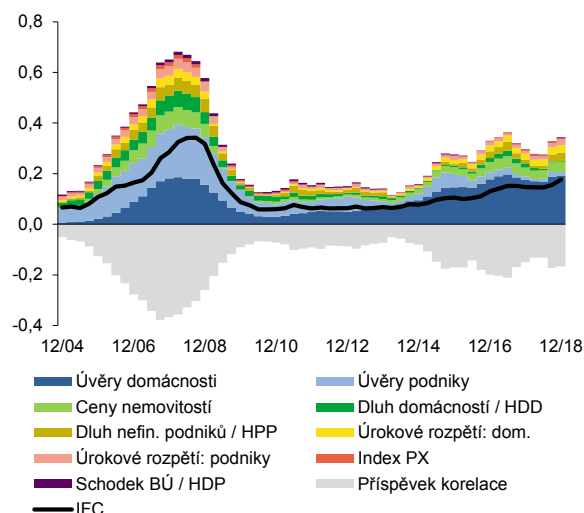 0,8
0,6
0,4
0,2
0,0
-0,2
-0,4
12/04 12/06 12/08 12/10 12/12 12/14 12/16 12/18
Úvěry domácnosti Úvěry podniky
Ceny nemovitostí Dluh domácností / HDD
Dluh nefin. podniků / HPP Úrokové rozpětí: dom.
Úrokové rozpětí: podniky Index PX
Schodek BÚ / HDP Příspěvek korelace
IFC